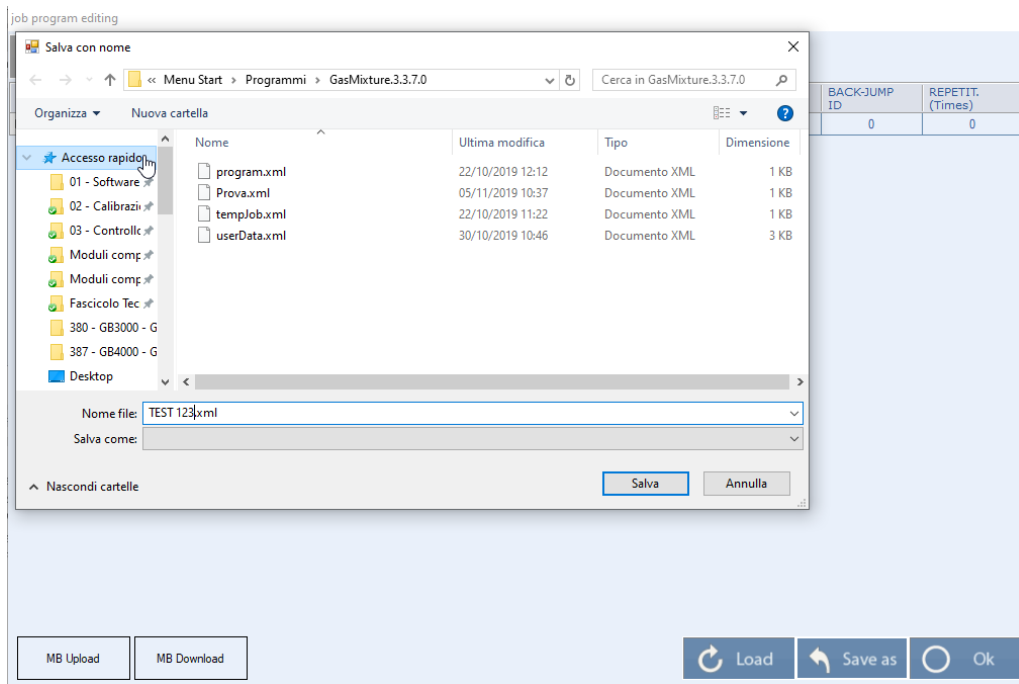 job program editing
Salva con nome
« Menu Start › Programmi › GasMixture.3.3.7.0
Cerca in GasMixture.3.3.7.0
Organizza
Nuova cartella
BACK-JUMP ID
REPETIT. (Times)
0
0
Nome
Ultima modifica
Tipo
Dimensione
Accesso rapido
01 - Software
02 - Calibrazi
03 - Controllo
Moduli comp
Moduli comp
Fascicolo Tec
380 - GB3000 - G
387 - GB4000 - G
Desktop
program.xml 22/10/2019 12:12 Documento XML 1 KB
Prova.xml 05/11/2019 10:37 Documento XML 1 KB
tempJob.xml 22/10/2019 11:22 Documento XML 1 KB
userData.xml 30/10/2019 10:46 Documento XML 3 KB
Nome file: TEST 123.xml
Salva come:
Nascondi cartelle
Salva
Annulla
MB Upload
MB Download
Load
Save as
Ok